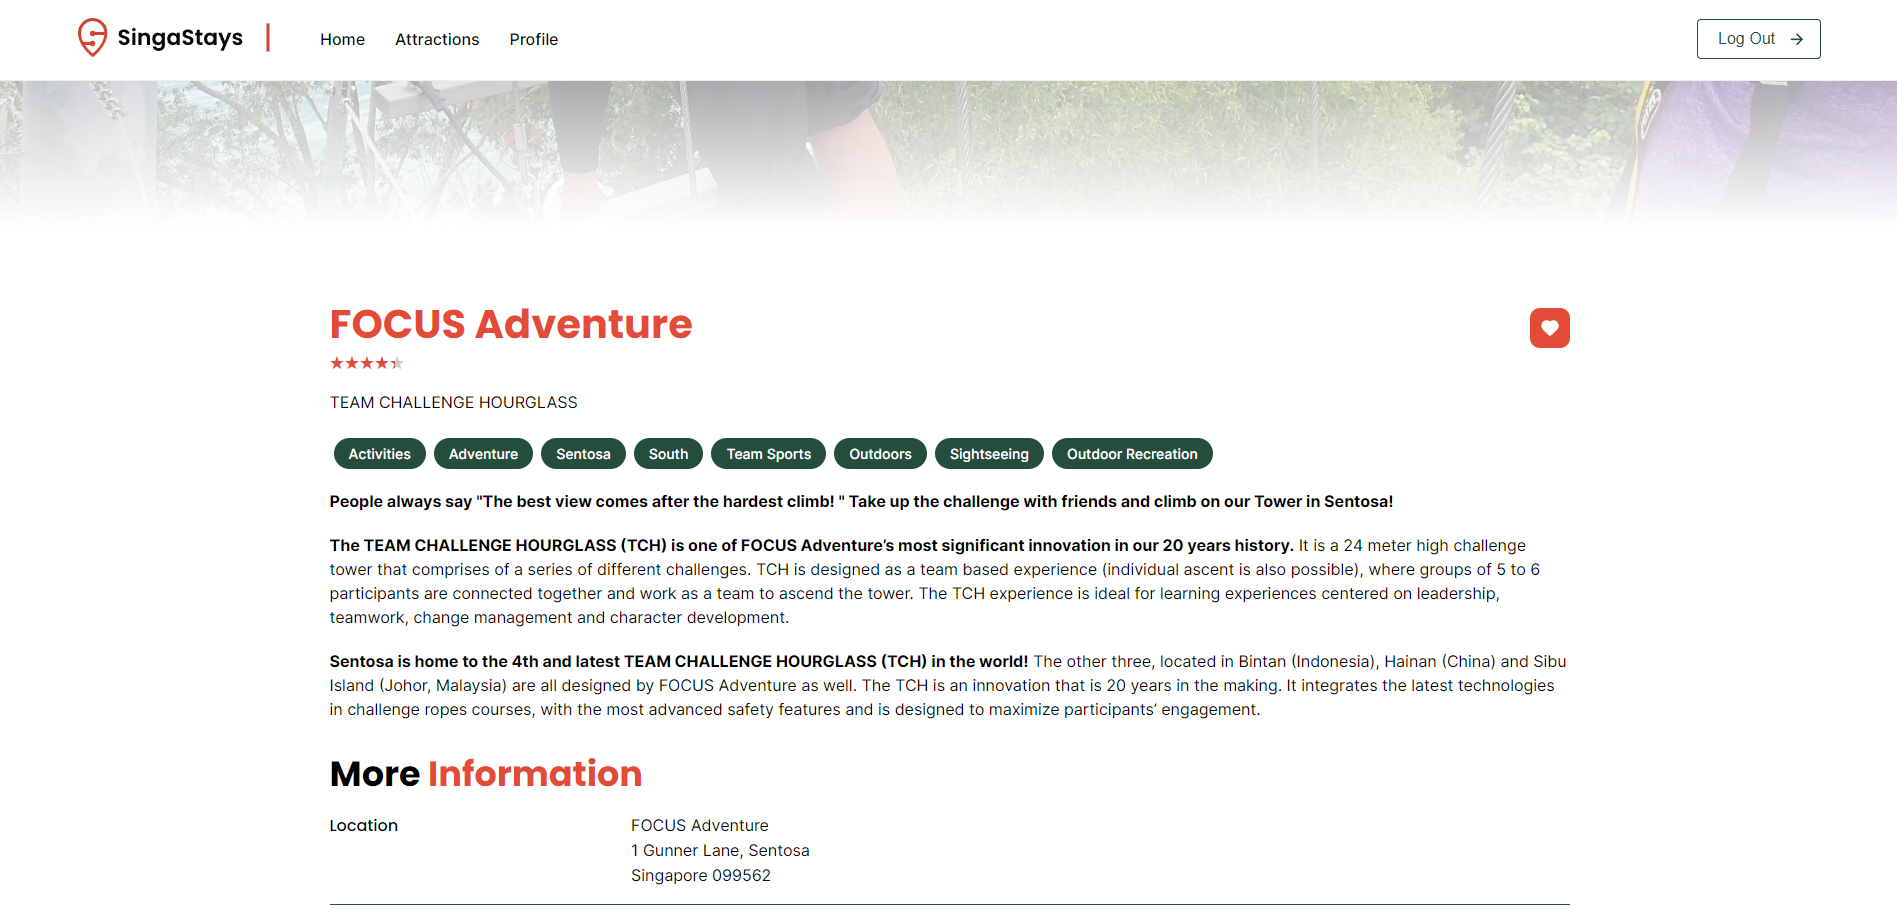 SingaStays
Home Attractions Profile
Log Out
FOCUS Adventure
TEAM CHALLENGE HOURGLASS
Activities Adventure Sentosa South Team Sports Outdoors Sightseeing Outdoor Recreation
People always say "The best view comes after the hardest climb! " Take up the challenge with friends and climb on our Tower in Sentosa!
The TEAM CHALLENGE HOURGLASS (TCH) is one of FOCUS Adventure’s most significant innovation in our 20 years history. It is a 24 meter high challenge
tower that comprises of a series of different challenges. TCH is designed as a team based experience (individual ascent is also possible), where groups of 5 to 6
participants are connected together and work as a team to ascend the tower. The TCH experience is ideal for learning experiences centered on leadership,
teamwork, change management and character development.
Sentosa is home to the 4th and latest TEAM CHALLENGE HOURGLASS (TCH) in the world! The other three, located in Bintan (Indonesia), Hainan (China) and Sibu
Island (Johor, Malaysia) are all designed by FOCUS Adventure as well. The TCH is an innovation that is 20 years in the making. It integrates the latest technologies
in challenge ropes courses, with the most advanced safety features and is designed to maximize participants’ engagement.
More Information
Location
FOCUS Adventure
1 Gunner Lane, Sentosa
Singapore 099562